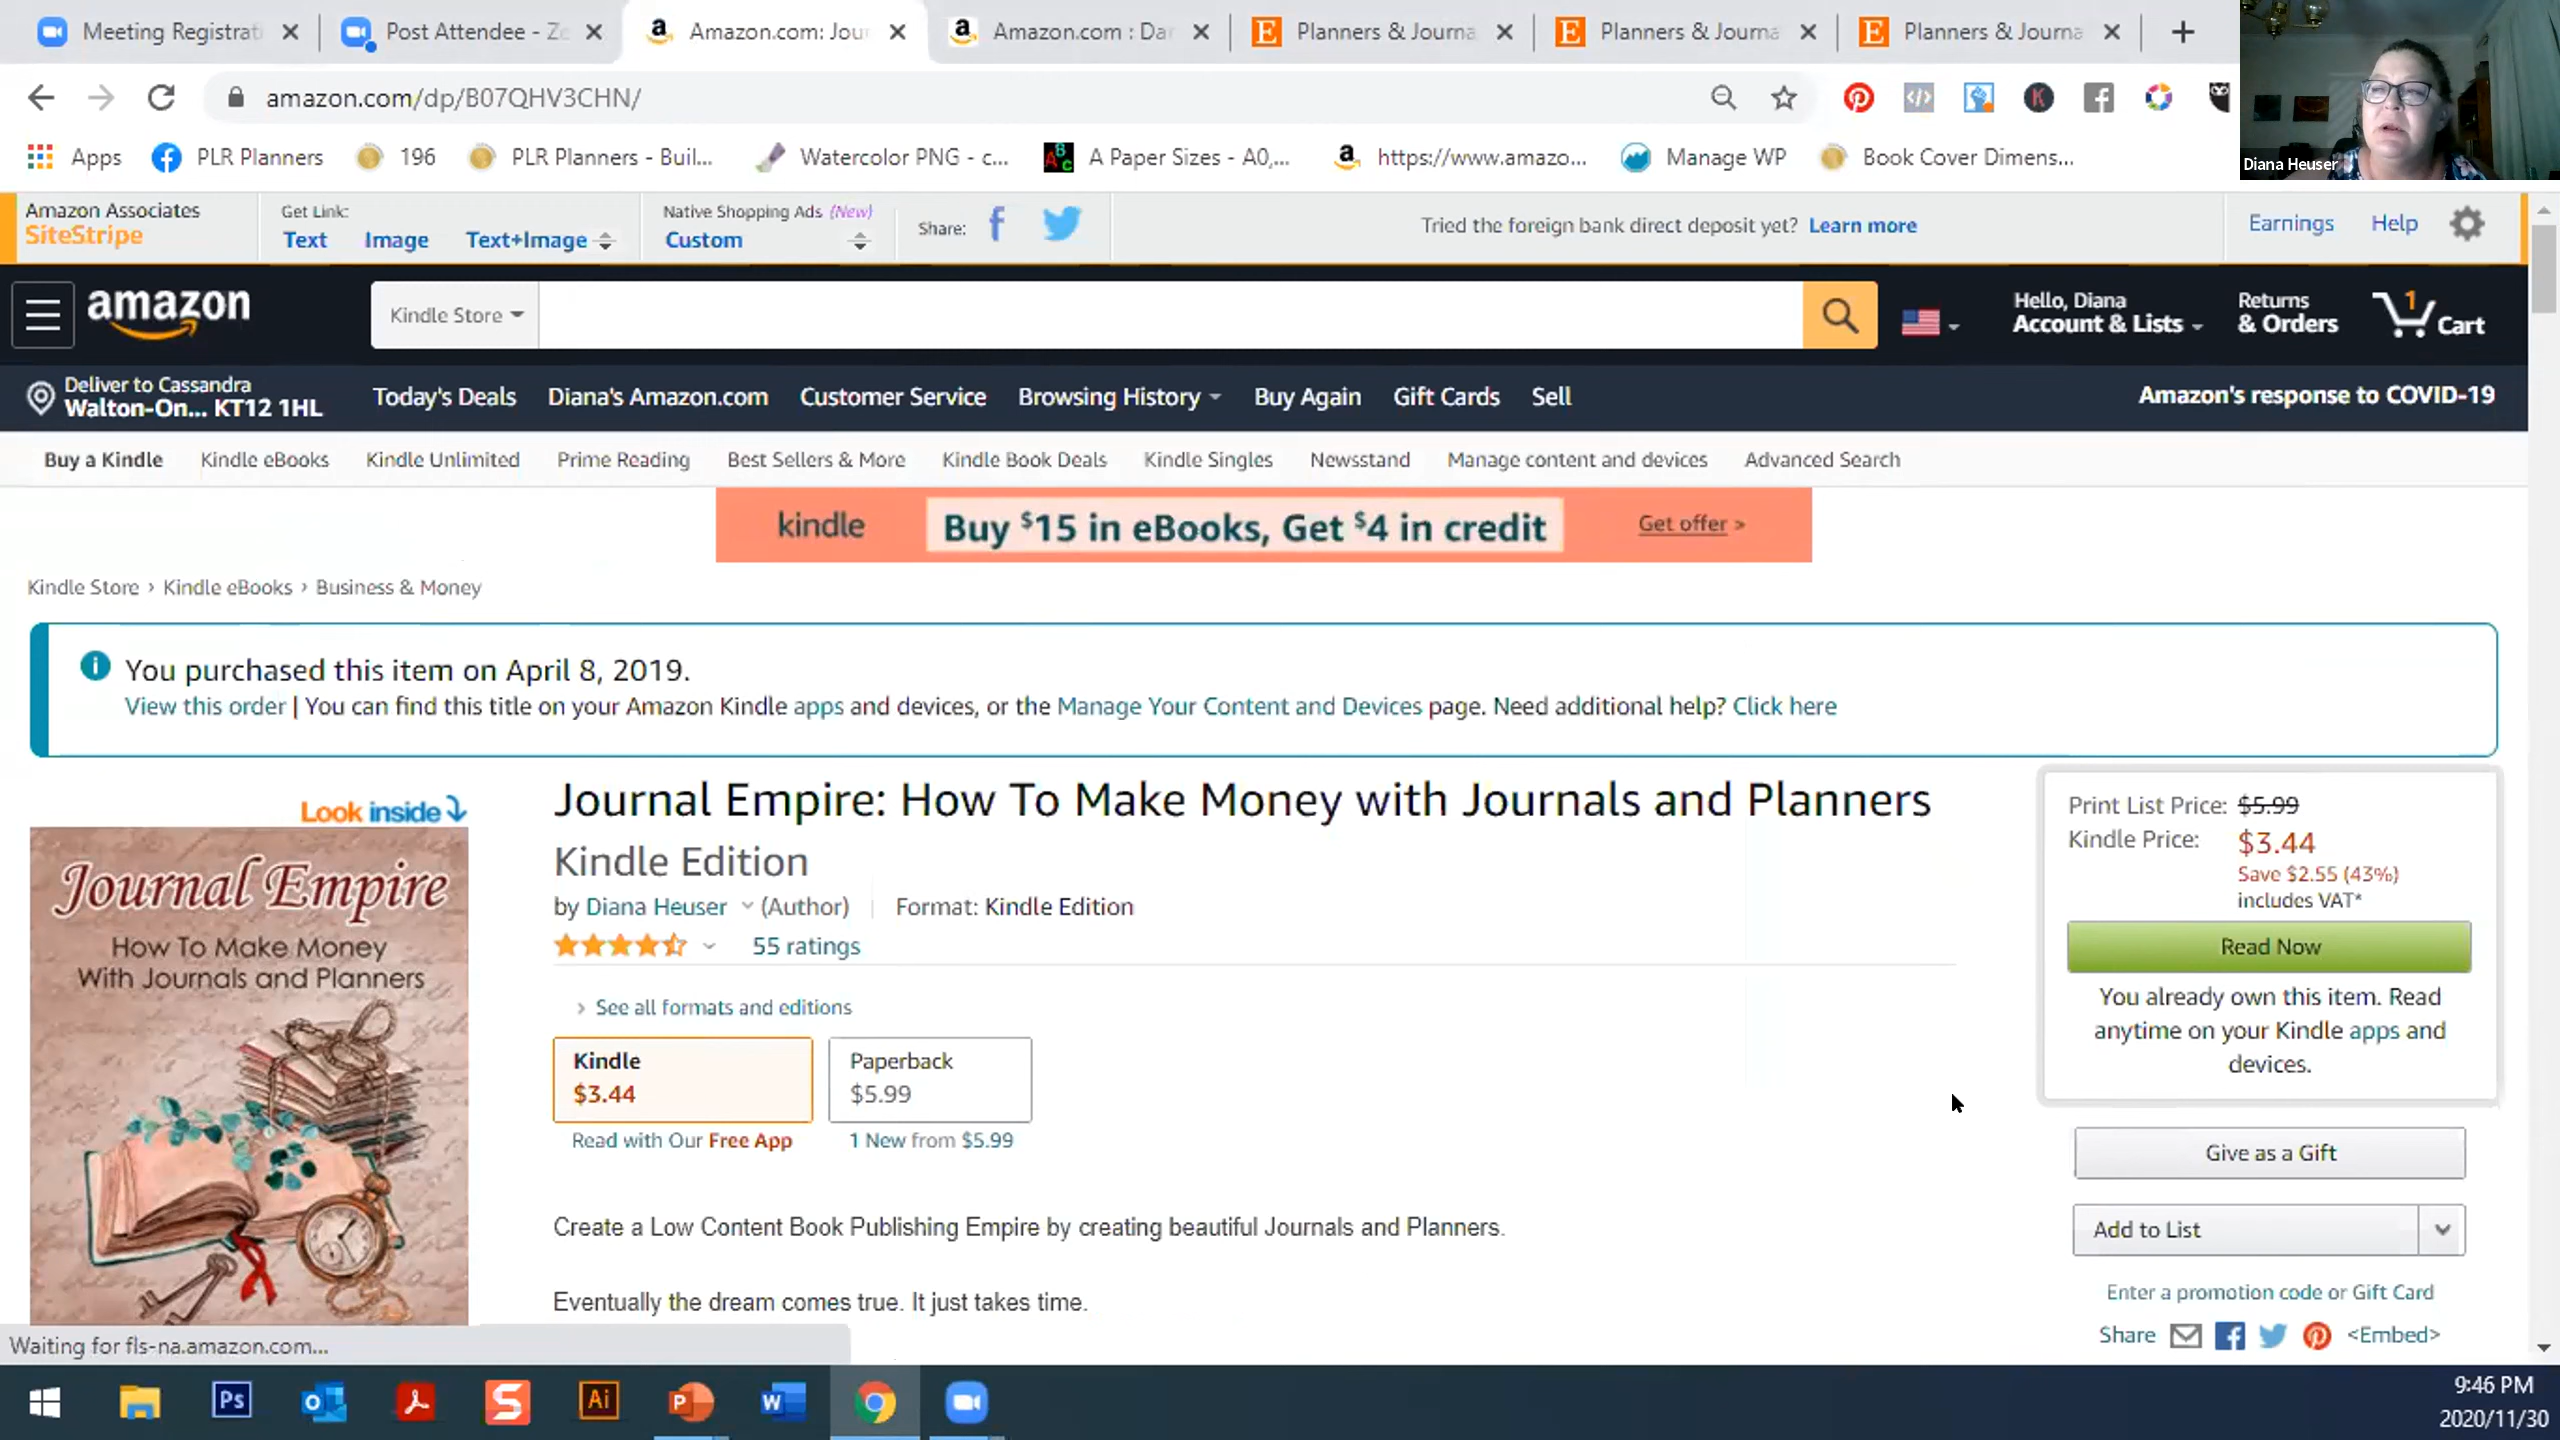 Meeting Registrati
Post Attendee - Zo
Amazon.com: Jour
Amazon.com : Dar
Planners & Journa
Planners & Journa
Planners & Journa
amazon.com/dp/B07QHV3CHN/
Diana Heuser
Apps
PLR Planners
196
PLR Planners - Buil...
Watercolor PNG - c...
A Paper Sizes - A0,...
https://www.amazo...
Manage WP
Book Cover Dimens...
Amazon Associates
SiteStripe
Get Link:
Text Image Text+Image
Native Shopping Ads (New)
Custom
Share:
Tried the foreign bank direct deposit yet? Learn more
Earnings Help
amazon
Kindle Store
Hello, Diana
Account & Lists
Returns
& Orders
1
Cart
Deliver to Cassandra
Walton-On... KT12 1HL
Today's Deals Diana's Amazon.com Customer Service Browsing History Buy Again Gift Cards Sell
Amazon's response to COVID-19
Buy a Kindle Kindle eBooks Kindle Unlimited Prime Reading Best Sellers & More Kindle Book Deals Kindle Singles Newsstand Manage content and devices Advanced Search
kindle Buy $15 in eBooks, Get $4 in credit Get offer >
Kindle Store › Kindle eBooks › Business & Money
You purchased this item on April 8, 2019.
View this order | You can find this title on your Amazon Kindle apps and devices, or the Manage Your Content and Devices page. Need additional help? Click here
Look inside
Journal Empire
How To Make Money
With Journals and Planners
Journal Empire: How To Make Money with Journals and Planners
Kindle Edition
by Diana Heuser (Author) Format: Kindle Edition
55 ratings
› See all formats and editions
Kindle
$3.44
Paperback
$5.99
Read with Our Free App
1 New from $5.99
Create a Low Content Book Publishing Empire by creating beautiful Journals and Planners.
Eventually the dream comes true. It just takes time.
Print List Price: $5.99
Kindle Price: $3.44
Save $2.55 (43%)
includes VAT*
Read Now
You already own this item. Read
anytime on your Kindle apps and
devices.
Give as a Gift
Add to List
Enter a promotion code or Gift Card
Share <Embed>
Waiting for fls-na.amazon.com...
9:46 PM
2020/11/30